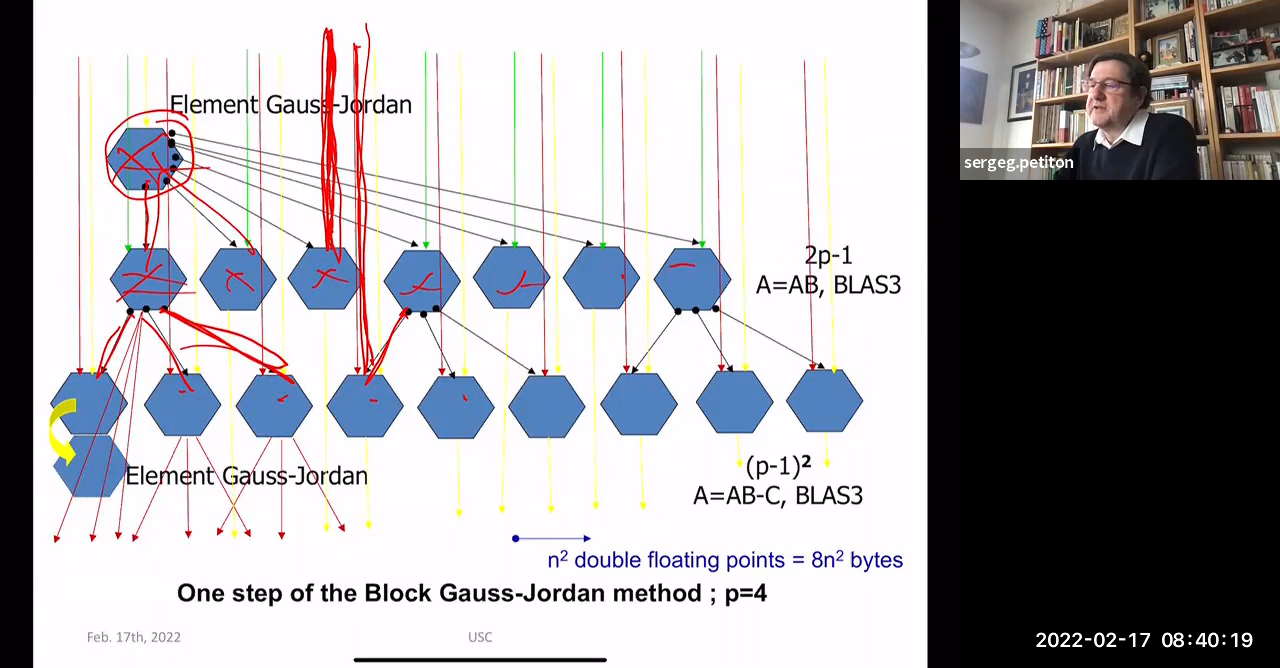 Element Gauss-Jordan
sergeg.petiton
2p-1
A=AB, BLAS3
Element Gauss-Jordan
(p-1)²
A=AB-C, BLAS3
n² double floating points = 8n² bytes
One step of the Block Gauss-Jordan method ; p=4
Feb. 17th, 2022
USC
2022-02-17 08:40:19